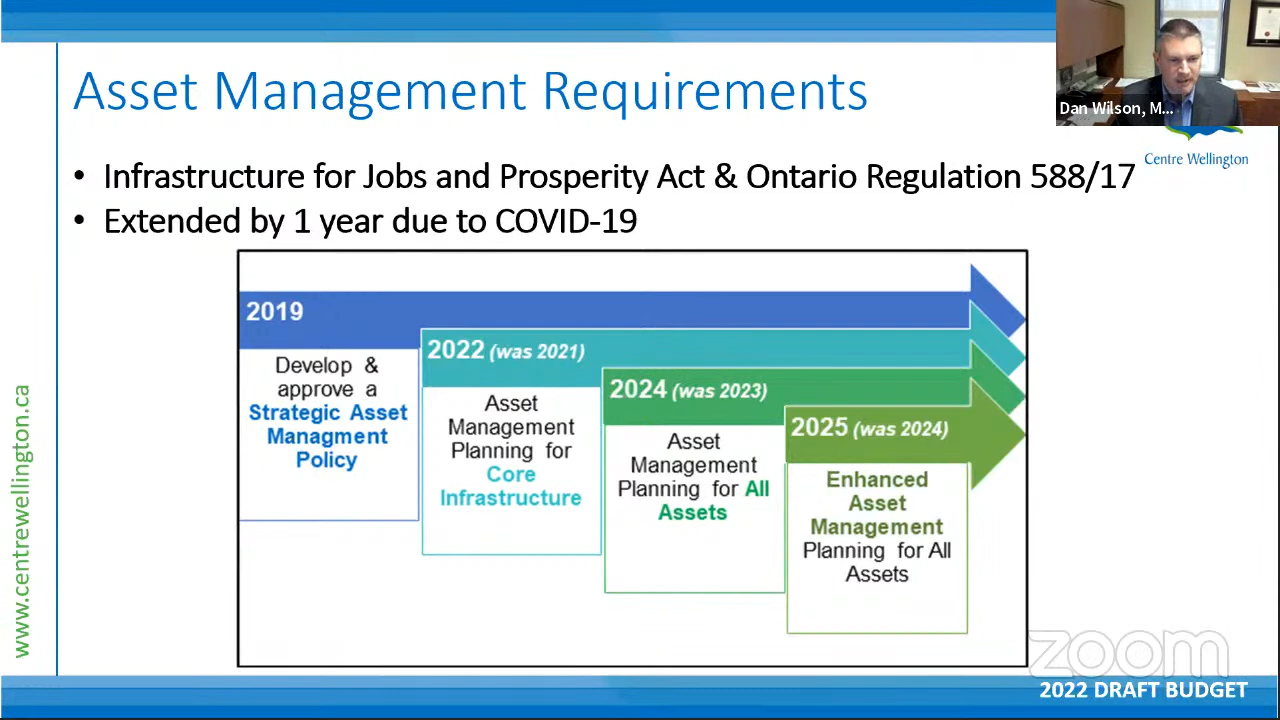 Asset Management Requirements
Dan Wilson, M...
Centre Wellington
• Infrastructure for Jobs and Prosperity Act & Ontario Regulation 588/17
• Extended by 1 year due to COVID-19
2019
Develop &
approve a
Strategic Asset
Managment
Policy
2022 (was 2021)
Asset
Management
Planning for
Core
Infrastructure
2024 (was 2023)
Asset
Management
Planning for All
Assets
2025 (was 2024)
Enhanced
Asset
Management
Planning for All
Assets
www.centrewellington.ca
zoom
2022 DRAFT BUDGET